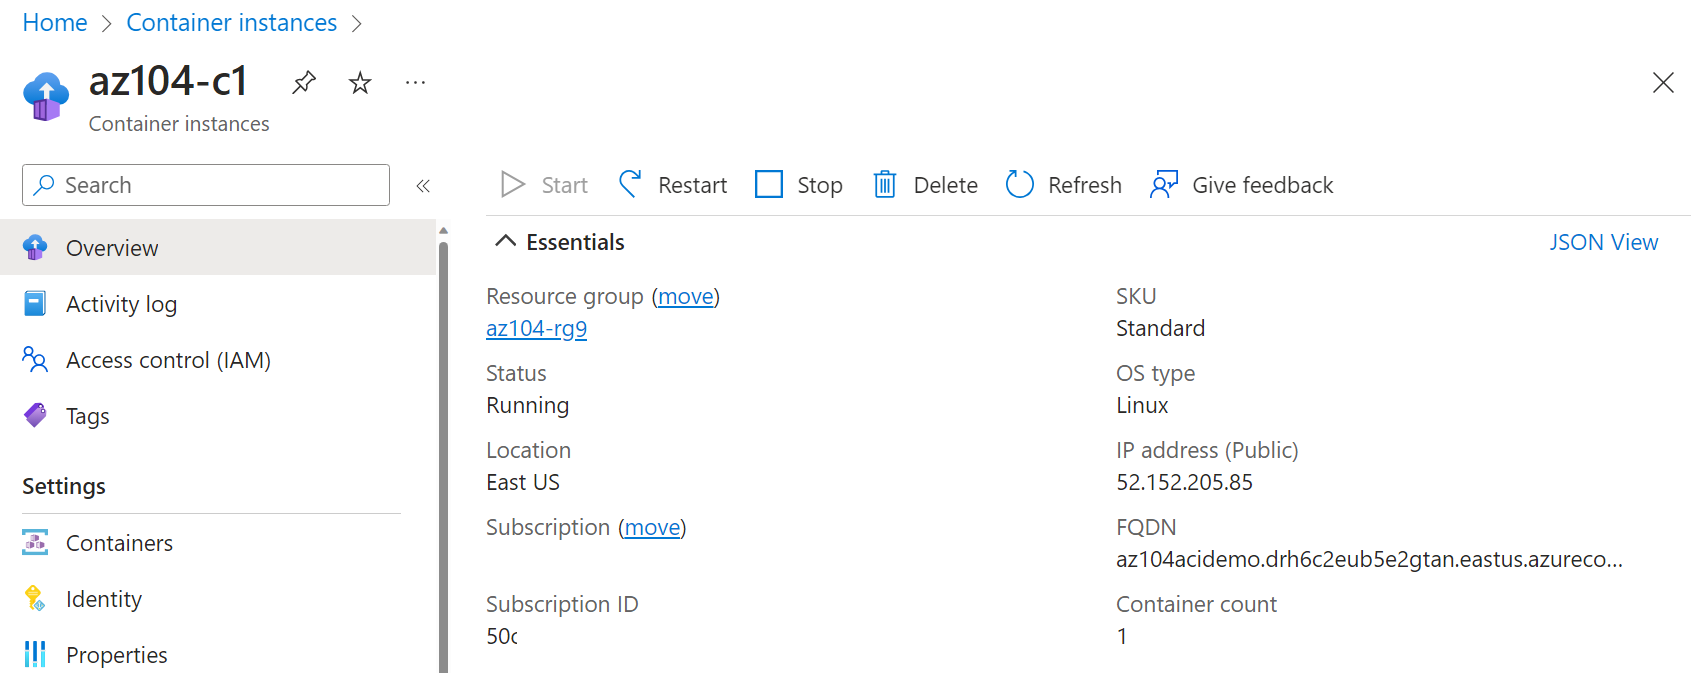 Home > Container instances >
az104-c1 ...
Container instances
Search «
Start Restart Stop Delete Refresh Give feedback
Overview
Activity log
Access control (IAM)
Tags
Settings
Containers
Identity
Properties
Essentials JSON View
Resource group (move)
az104-rg9
Status
Running
Location
East US
Subscription (move)
Subscription ID
50c
SKU
Standard
OS type
Linux
IP address (Public)
52.152.205.85
FQDN
az104acidemo.drh6c2eub5e2gtan.eastus.azureco...
Container count
1